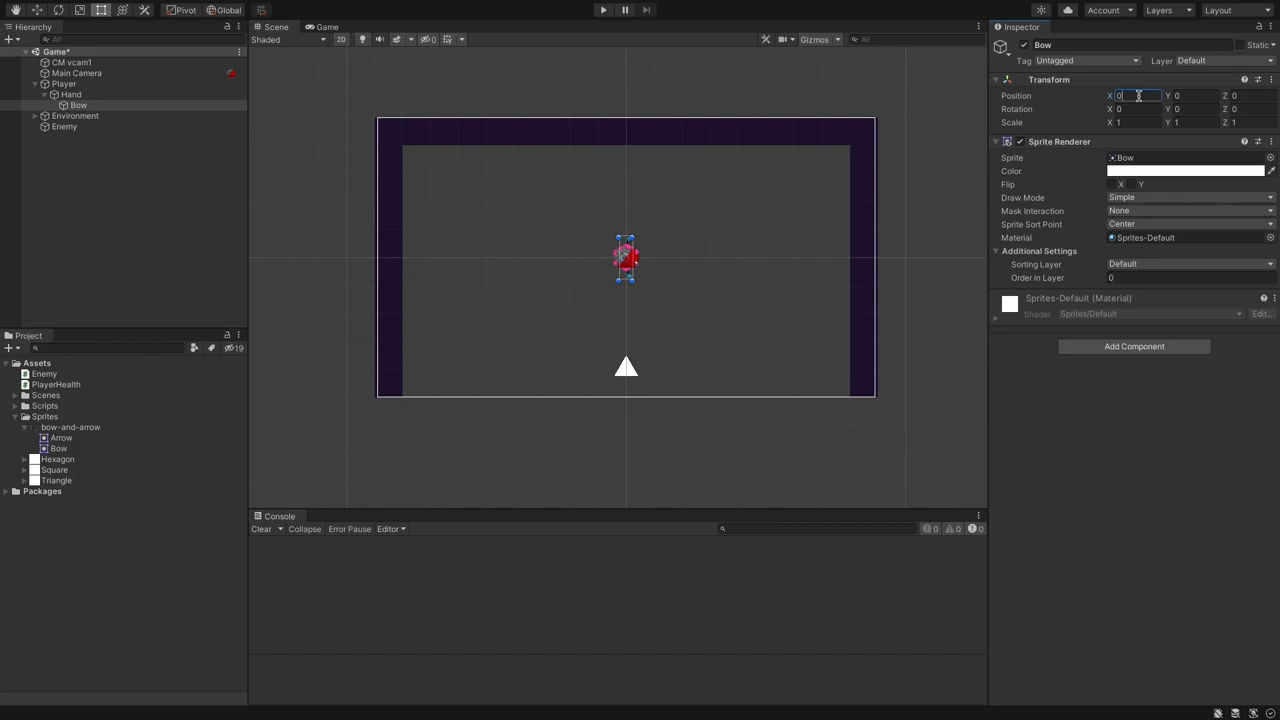 Pivot Global Account Layers Layout
Hierarchy Scene Game Inspector
All Shaded 2D 0 Gizmos All Bow Static
Game*
Tag Untagged Layer Default
CM vcam1
Main Camera
Player Transform
Hand Position X 0 Y 0 Z 0
Bow Rotation X 0 Y 0 Z 0
Environment Scale X 1 Y 1 Z 1
Enemy
Sprite Renderer
Sprite Bow
Color
Flip X Y
Draw Mode Simple
Mask Interaction None
Sprite Sort Point Center
Material Sprites-Default
Additional Settings
Sorting Layer Default
Order in Layer 0
Sprites-Default (Material)
Shader Sprites/Default Edit...
Add Component
Project
19
Assets
Enemy
PlayerHealth
Scenes
Scripts
Sprites
bow-and-arrow
Arrow
Bow
Hexagon
Square
Triangle
Packages
Console
Clear Collapse Error Pause Editor 0 0 0